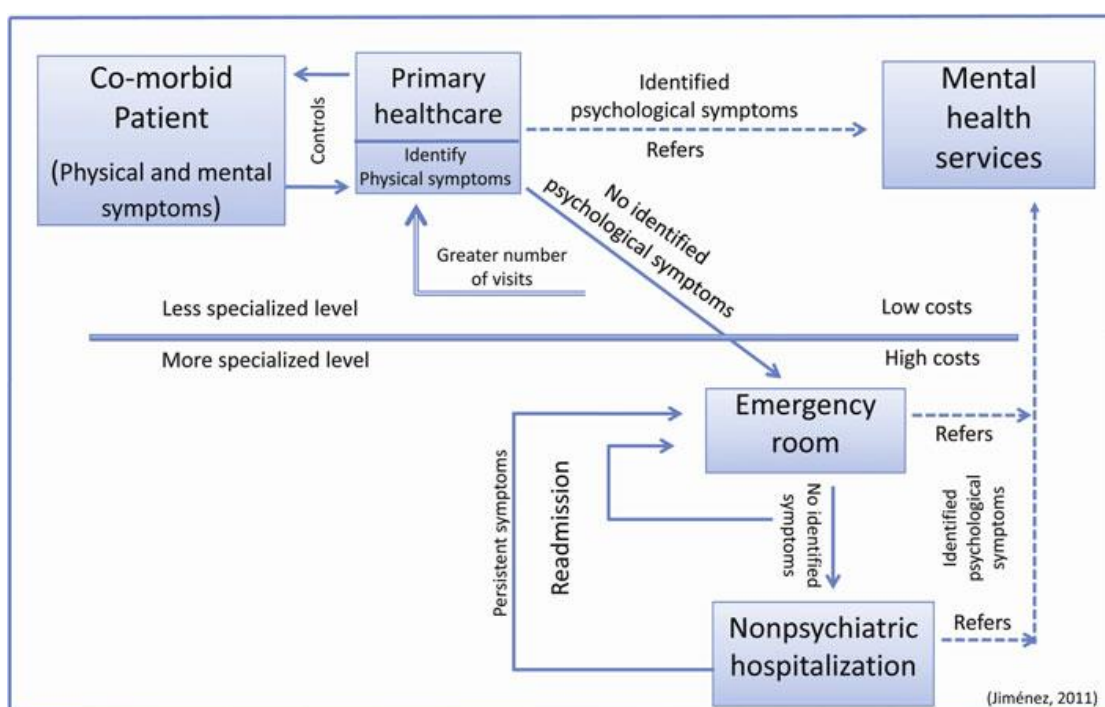 Co-morbid
Patient
(Physical and mental
symptoms)
Controls
Primary
healthcare
Identify
Physical symptoms
Identified
psychological symptoms
Refers
Mental
health
services
No identified
psychological symptoms
Greater number
of visits
Less specialized level
Low costs
More specialized level
High costs
Emergency
room
Refers
Persistent symptoms
Readmission
No identified
symptoms
Identified
psychological
symptoms
Nonpsychiatric
hospitalization
Refers
(Jiménez, 2011)